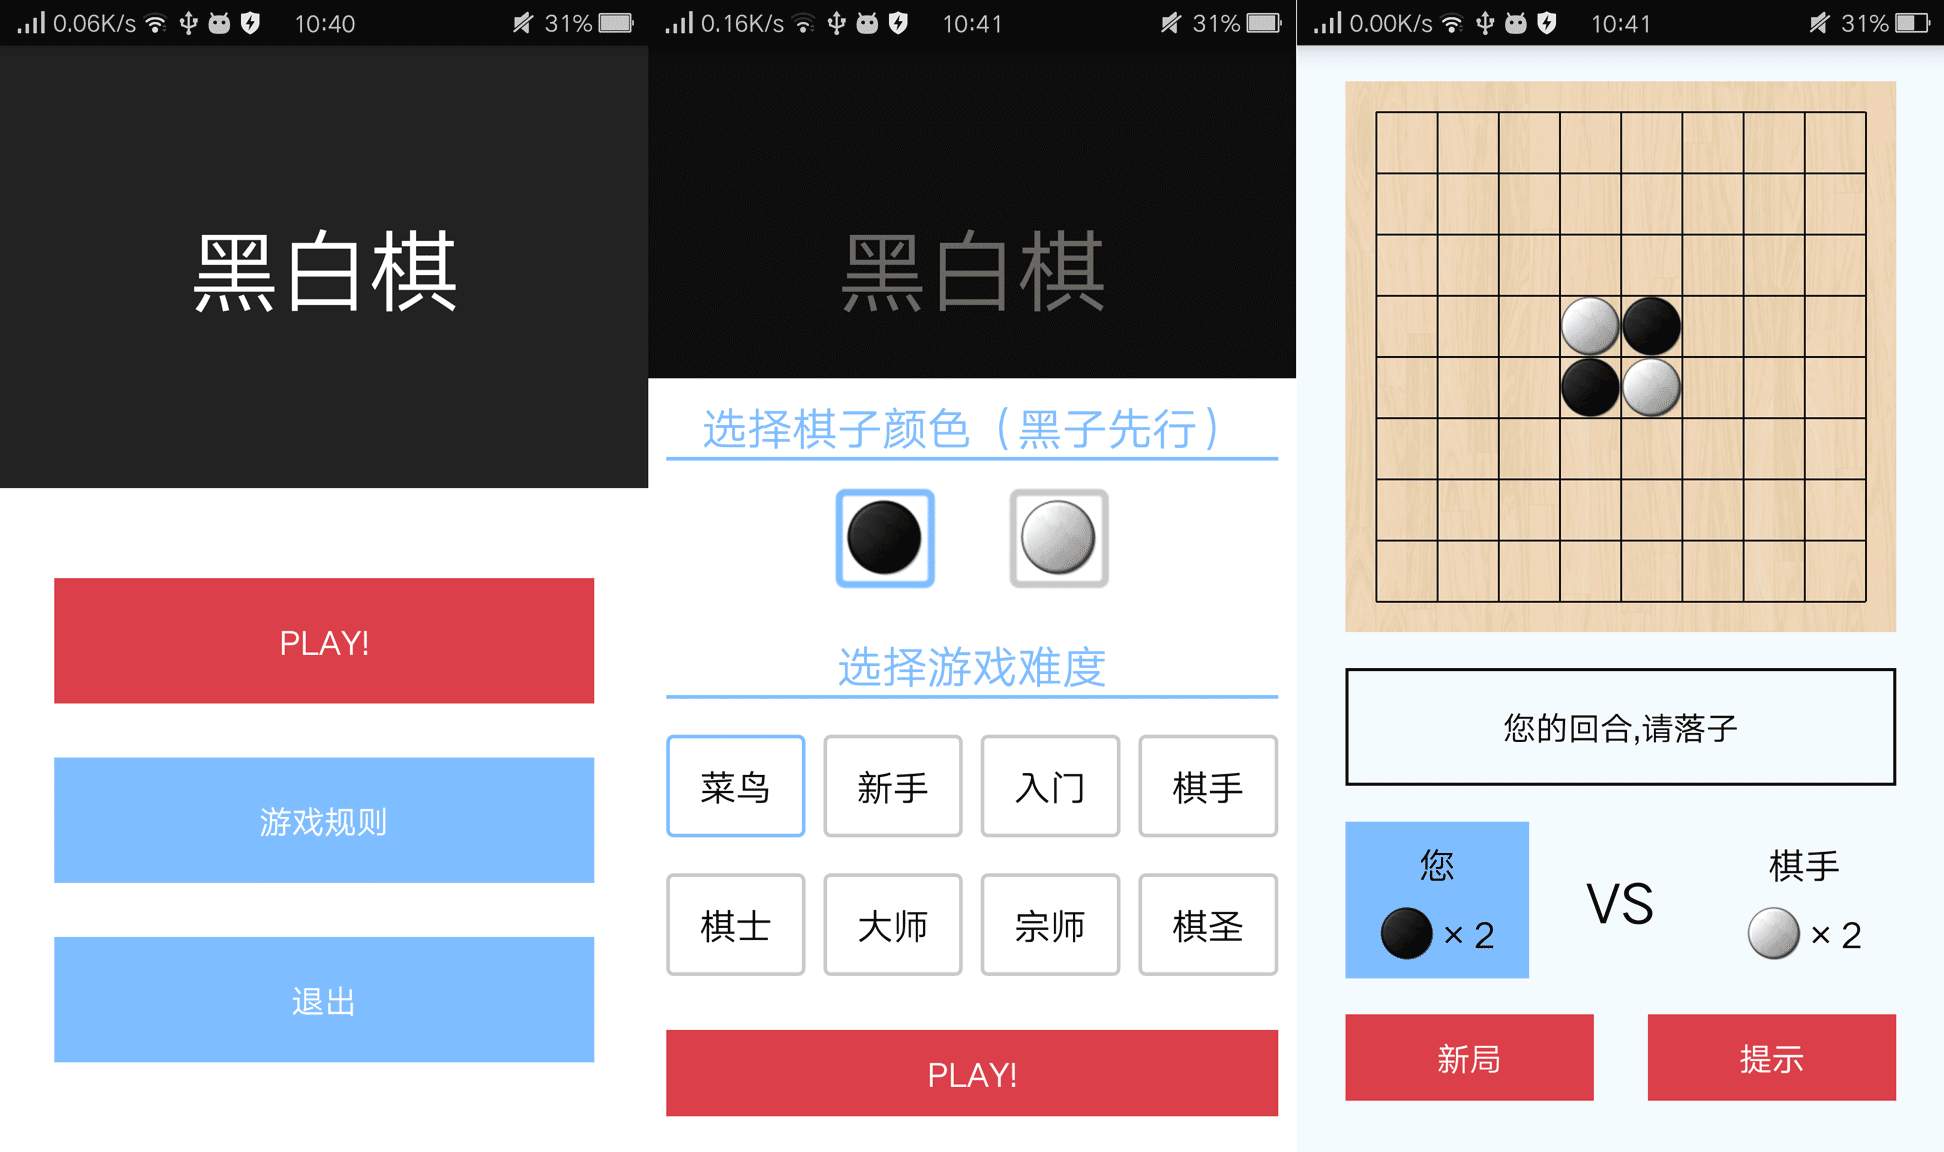 0.06K/s 10:40 31%
黑白棋
PLAY!
游戏规则
退出
0.16K/s 10:41 31%
黑白棋
选择棋子颜色（黑子先行）
选择游戏难度
菜鸟 新手 入门 棋手
棋士 大师 宗师 棋圣
PLAY!
0.00K/s 10:41 31%
您的回合,请落子
您 VS 棋手
× 2 × 2
新局 提示